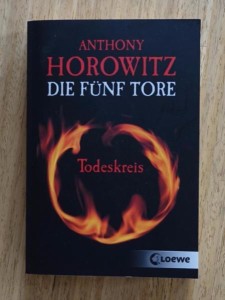 ANTHONY
HOROWITZ
DIE FÜNF TORE
Todeskreis
Loewe